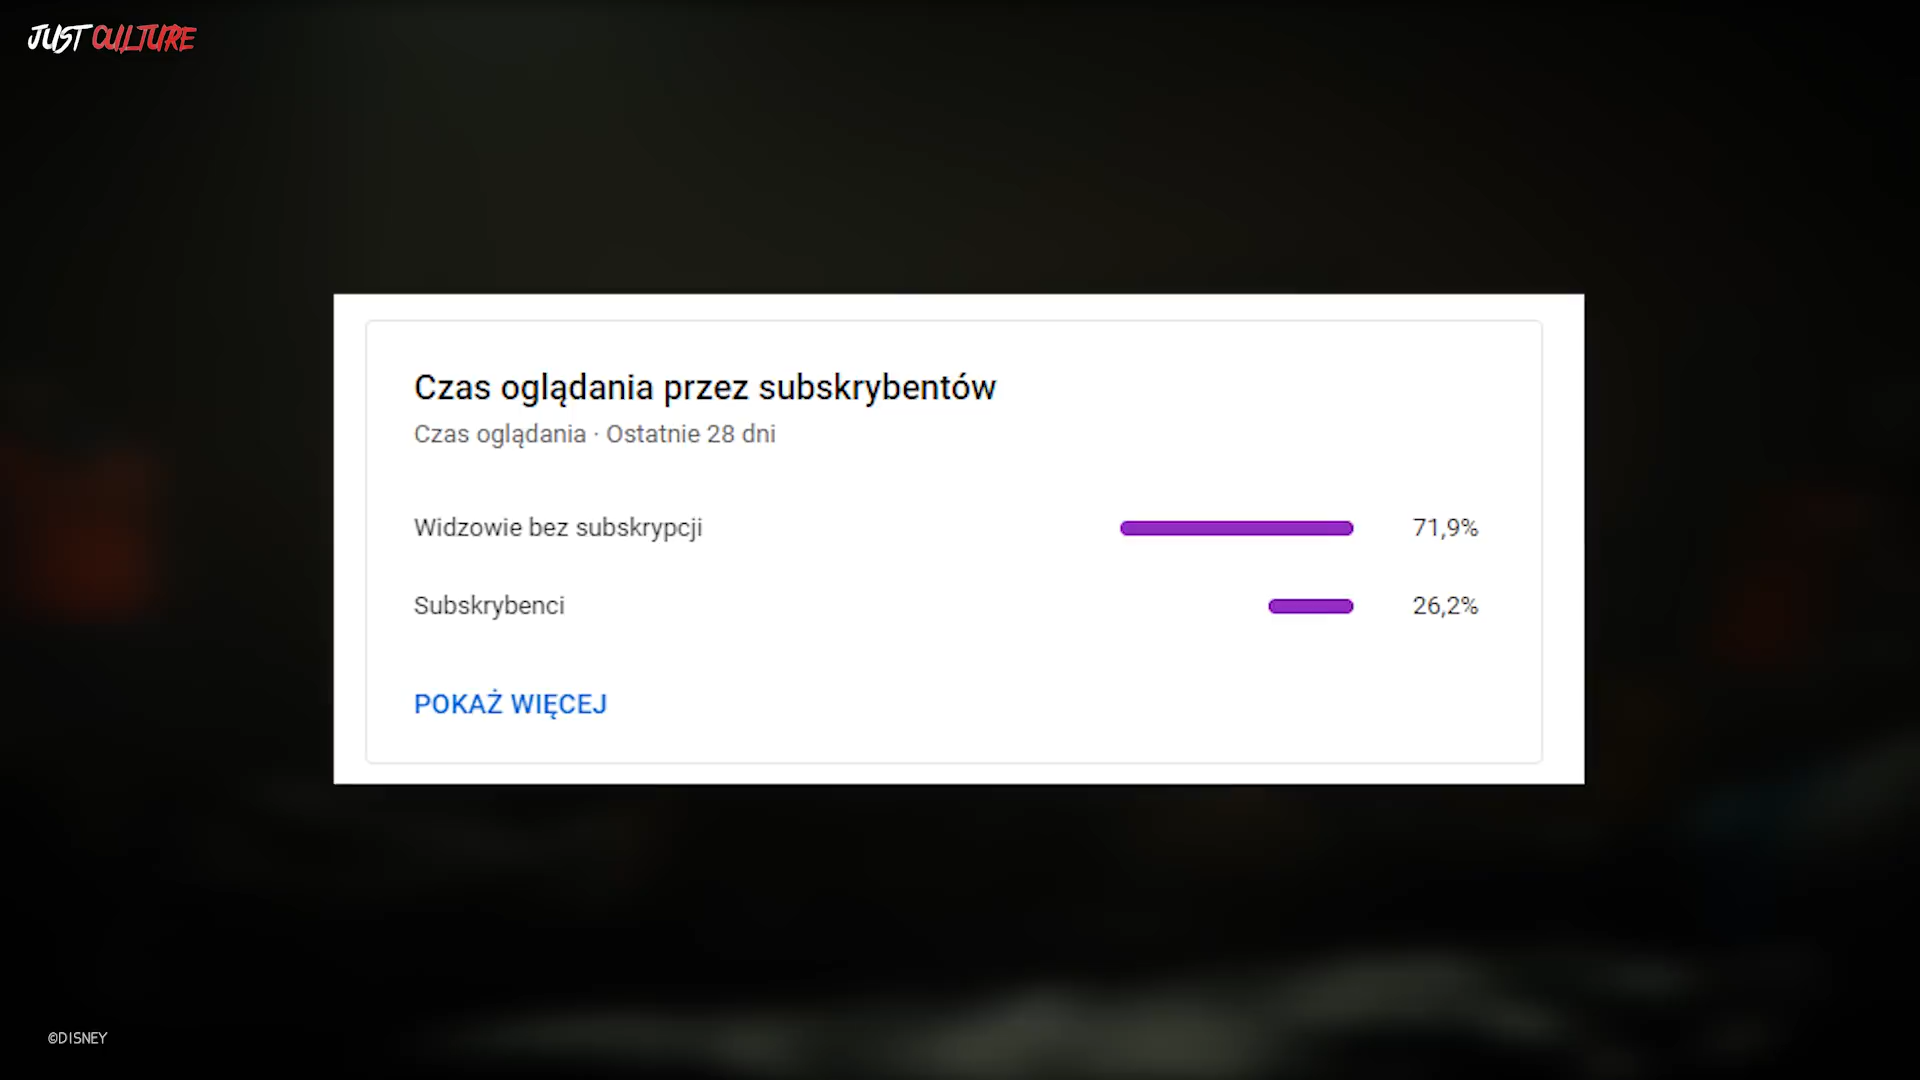 JUST CULTURE
Czas oglądania przez subskrybentów
Czas oglądania · Ostatnie 28 dni
Widzowie bez subskrypcji 71,9%
Subskrybenci 26,2%
POKAŻ WIĘCEJ
©DISNEY